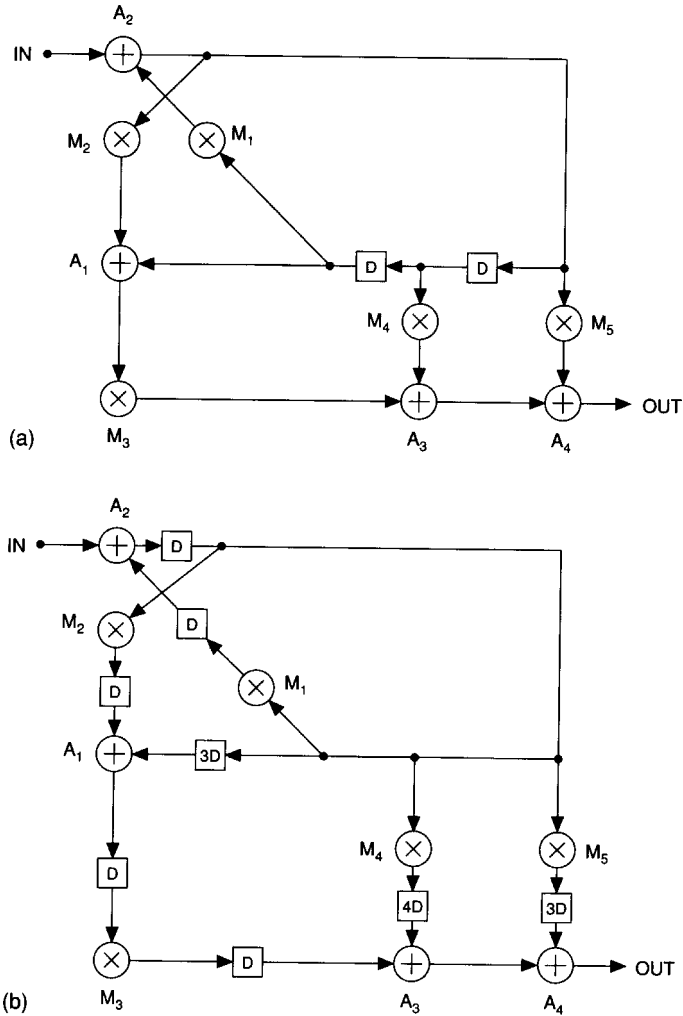 A₂
IN
M₂
M₁
A₁
D
D
M₄
M₅
OUT
(a)
M₃
A₃
A₄
A₂
IN
D
M₂
D
D
M₁
A₁
3D
M₄
M₅
D
4D
3D
D
OUT
(b)
M₃
A₃
A₄